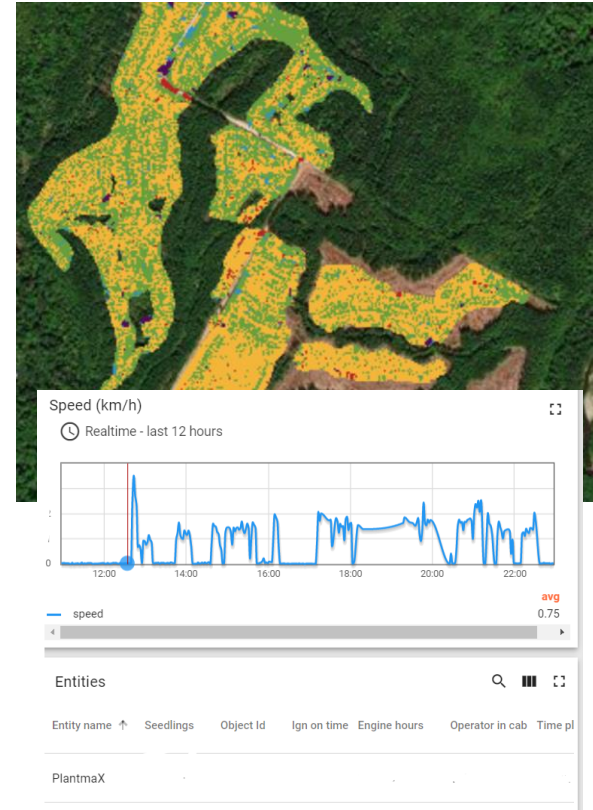 Speed (km/h)
Realtime - last 12 hours
0
12:00 14:00 16:00 18:00 20:00 22:00
avg
speed 0.75
Entities
Entity name Seedlings Object Id Ign on time Engine hours Operator in cab Time pl
PlantmaX